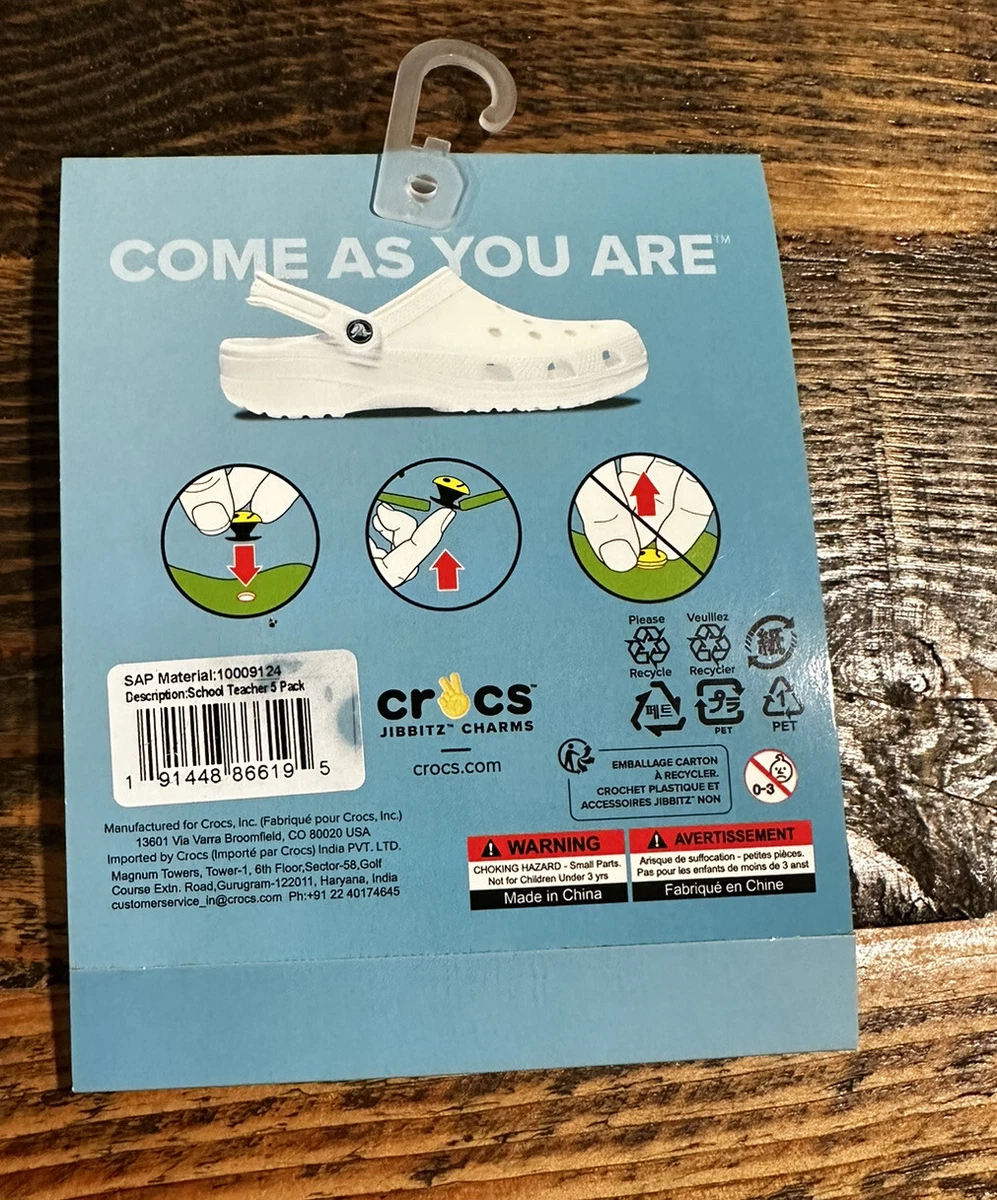 COME AS YOU ARE™
Please
Recycle
Veuillez
Recycler
紙
페트
プラ
PET
1
PET
SAP Material:10009124
Description:School Teacher 5 Pack
1 91448 86619 5
crocs™
JIBBITZ™ CHARMS
crocs.com
EMBALLAGE CARTON
À RECYCLER.
CROCHET PLASTIQUE ET
ACCESSOIRES JIBBITZ™ NON
0-3
Manufactured for Crocs, Inc. (Fabriqué pour Crocs, Inc.)
13601 Via Varra Broomfield, CO 80020 USA
Imported by Crocs (Importé par Crocs) India PVT. LTD.
Magnum Towers, Tower-1, 6th Floor,Sector-58,Golf
Course Extn. Road,Gurugram-122011, Haryana, India
customerservice_in@crocs.com Ph:+91 22 40174645
WARNING
CHOKING HAZARD - Small Parts.
Not for Children Under 3 yrs
Made in China
AVERTISSEMENT
Arisque de suffocation - petites pièces.
Pas pour les enfants de moins de 3 anst
Fabriqué en Chine